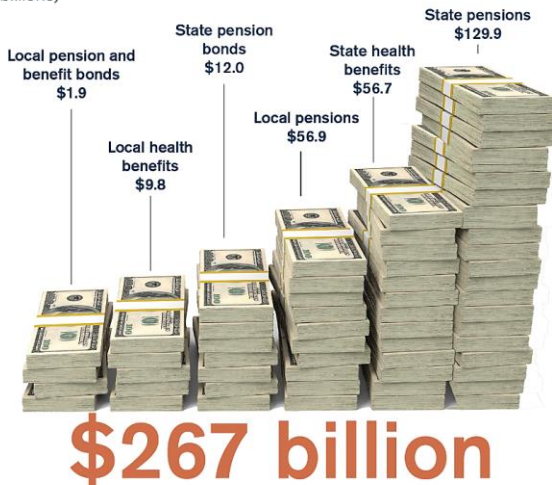 Local pension and
benefit bonds
$1.9
Local health
benefits
$9.8
State pension
bonds
$12.0
Local pensions
$56.9
State health
benefits
$56.7
State pensions
$129.9
$267 billion